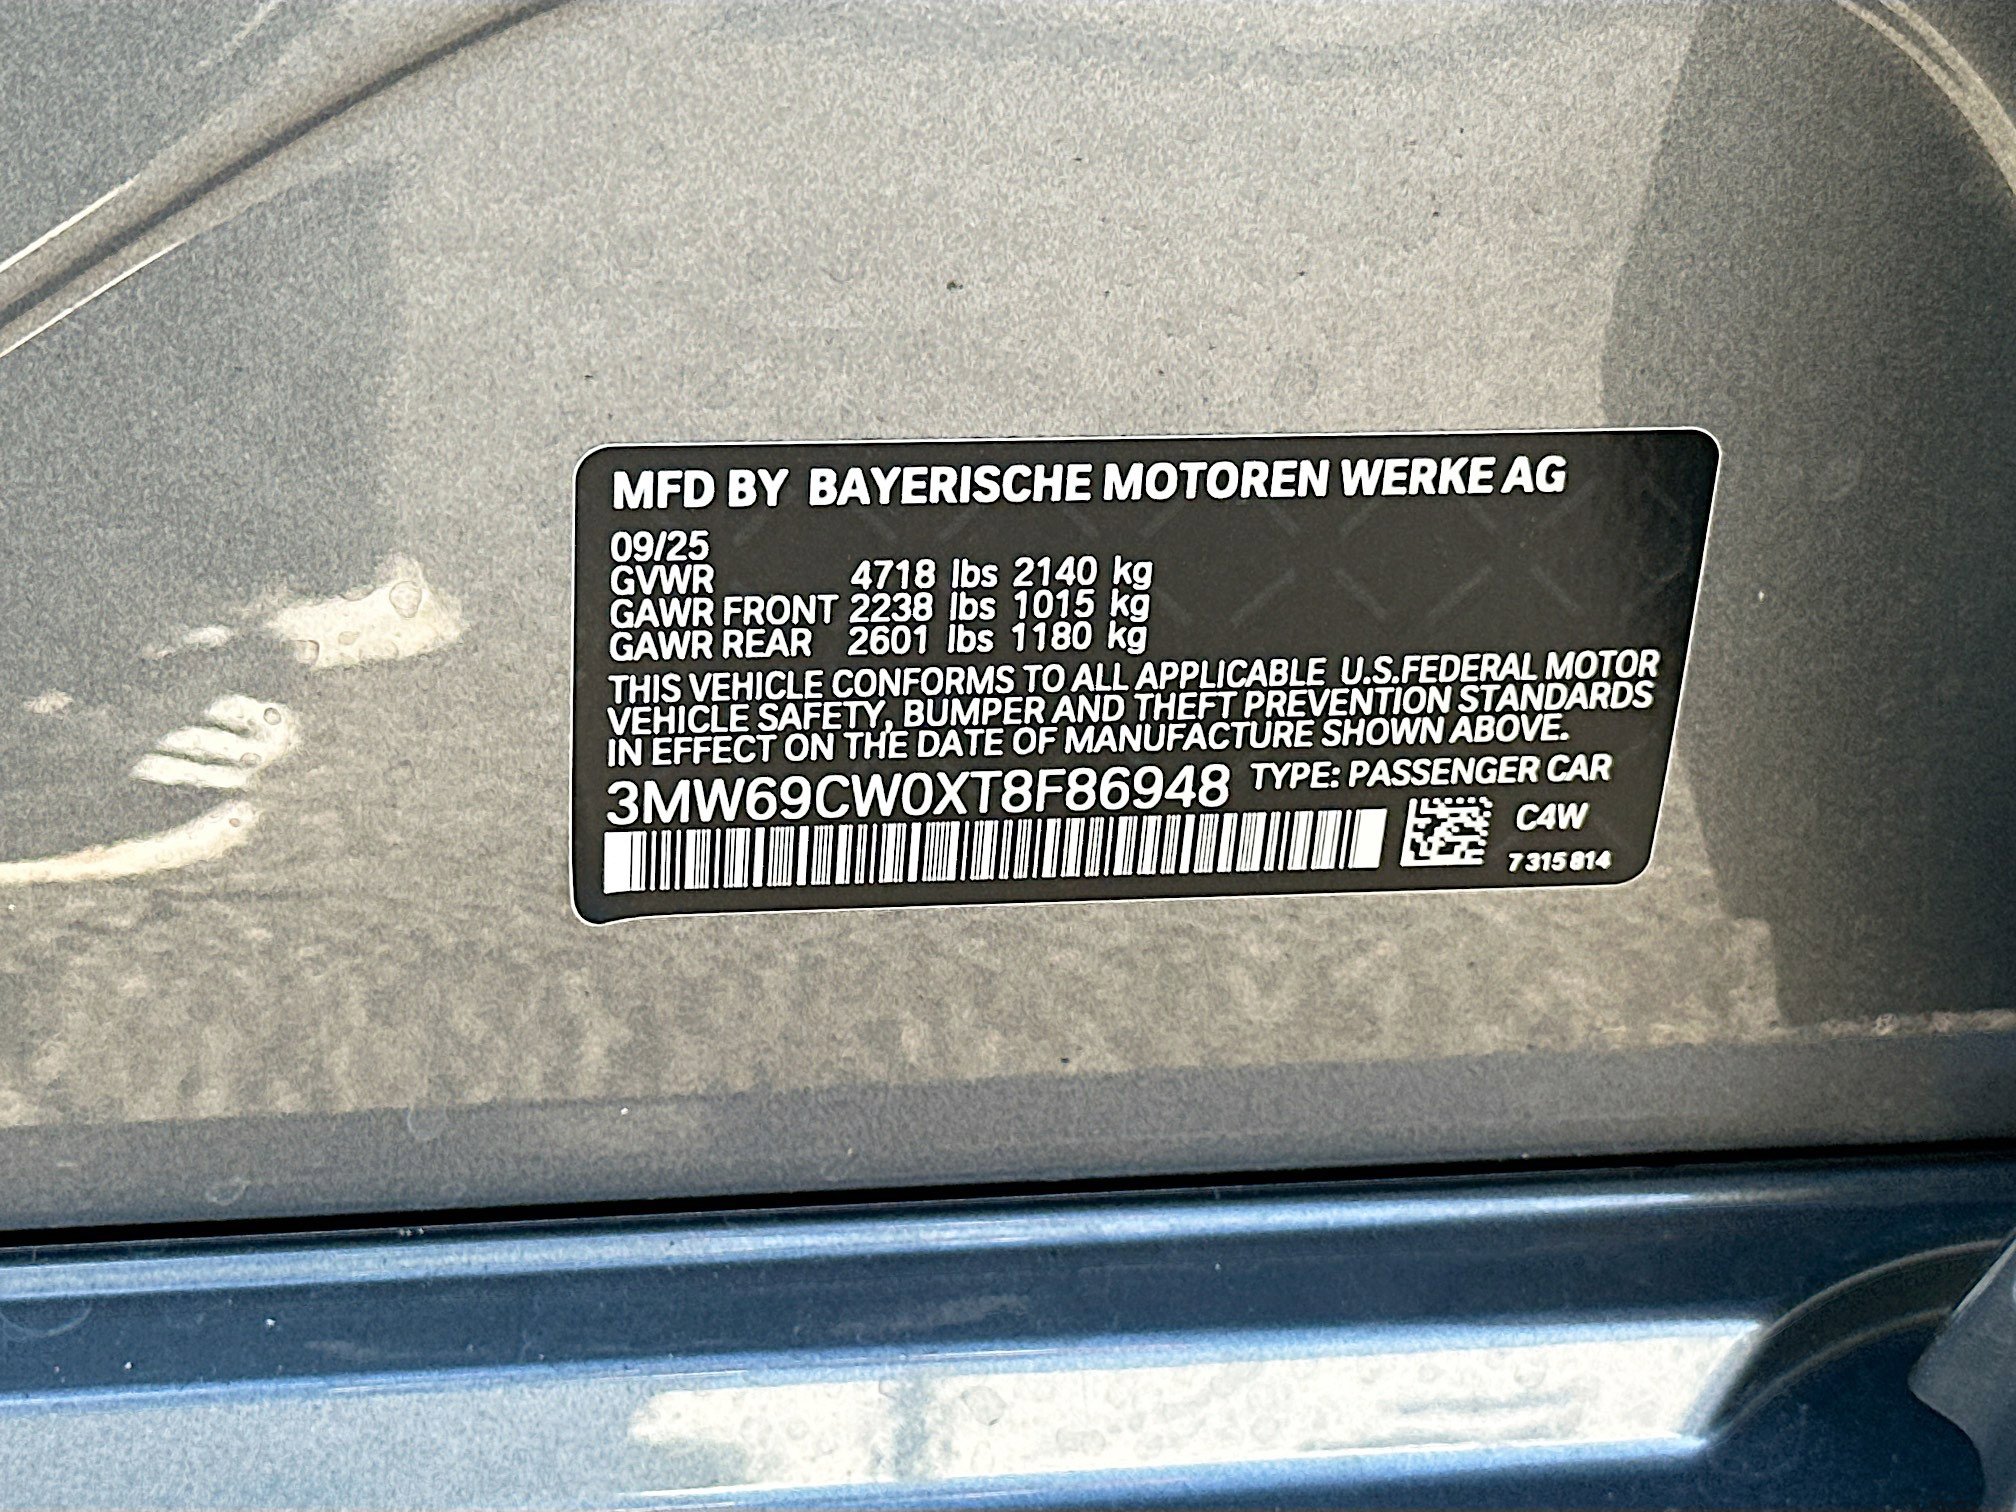 MFD BY BAYERISCHE MOTOREN WERKE AG
09/25
GVWR 4718 lbs 2140 kg
GAWR FRONT 2238 lbs 1015 kg
GAWR REAR 2601 lbs 1180 kg
THIS VEHICLE CONFORMS TO ALL APPLICABLE U.S.FEDERAL MOTOR
VEHICLE SAFETY, BUMPER AND THEFT PREVENTION STANDARDS
IN EFFECT ON THE DATE OF MANUFACTURE SHOWN ABOVE.
3MW69CW0XT8F86948 TYPE: PASSENGER CAR
C4W
7 315 814